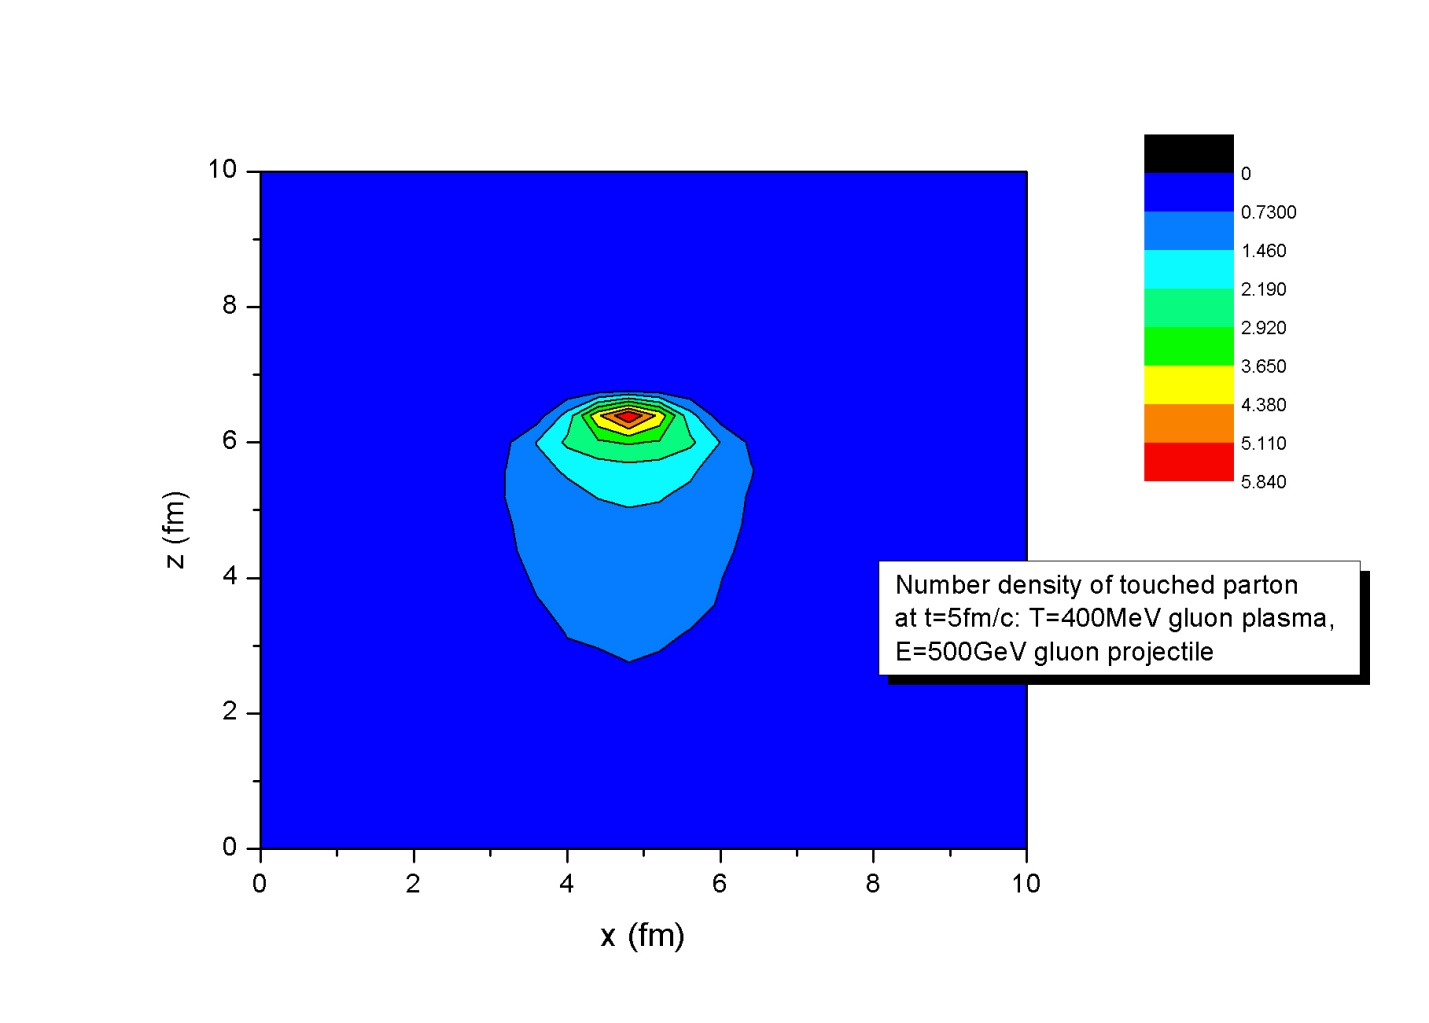 10
8
6
4
2
0
z (fm)
0 2 4 6 8 10
x (fm)
0
0.7300
1.460
2.190
2.920
3.650
4.380
5.110
5.840
Number density of touched parton
at t=5fm/c: T=400MeV gluon plasma,
E=500GeV gluon projectile